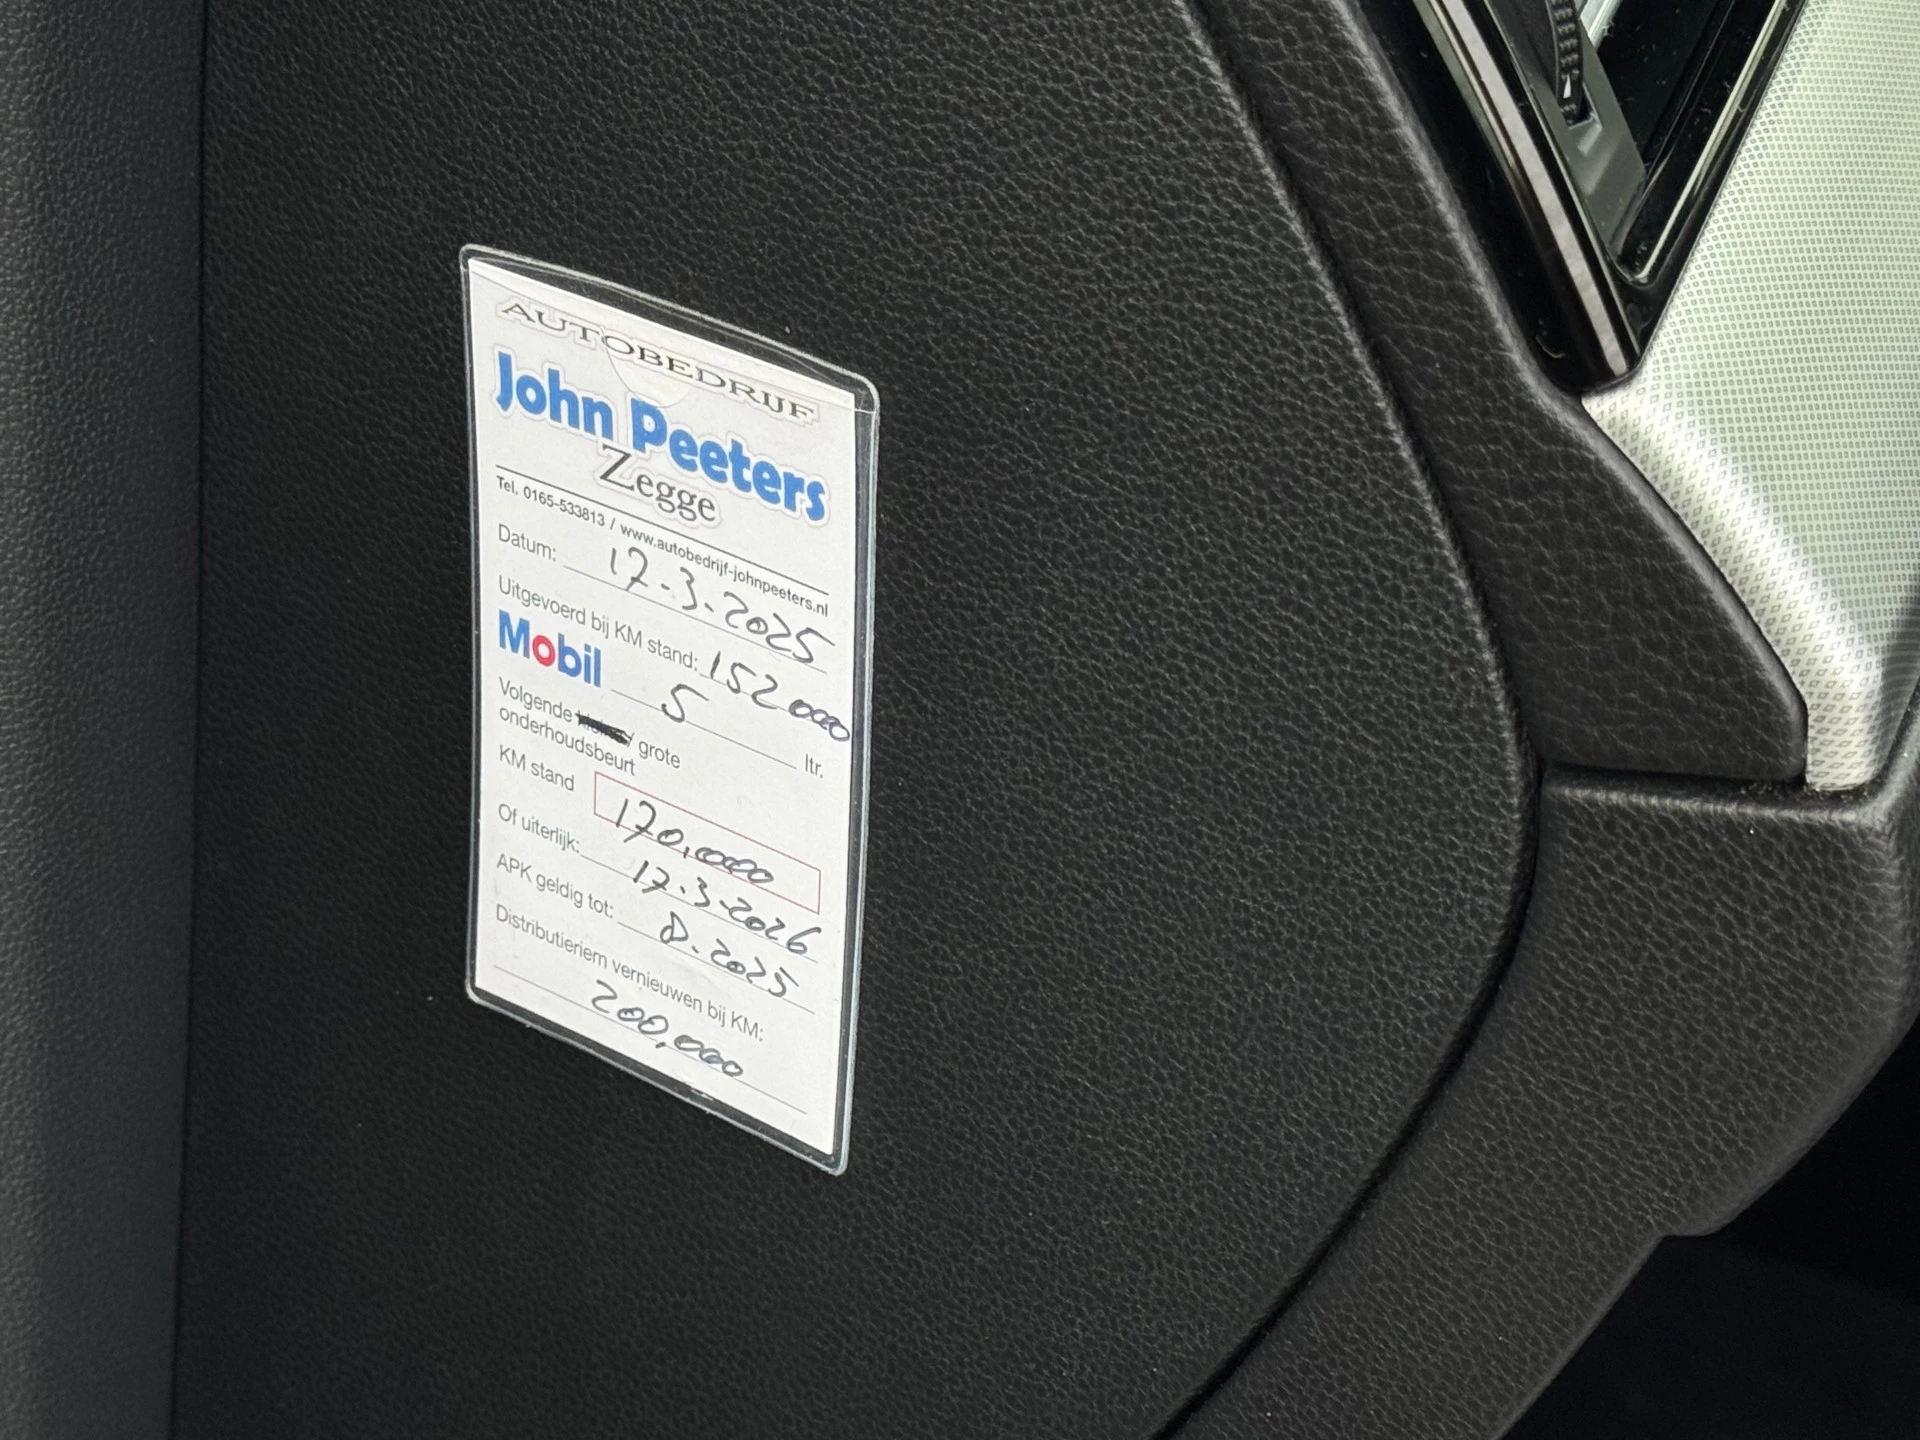 AUTOBEDRIJF
John Peeters
Zegge
Tel. 0165-533813 / www.autobedrijf-johnpeeters.nl
Datum: 17-3-2025
Uitgevoerd bij KM stand: 152000
Mobil 5 ltr.
Volgende / grote
onderhoudsbeurt
KM stand 170,000
Of uiterlijk: 17-3-2026
APK geldig tot: 8-2025
Distributieriem vernieuwen bij KM:
200,000